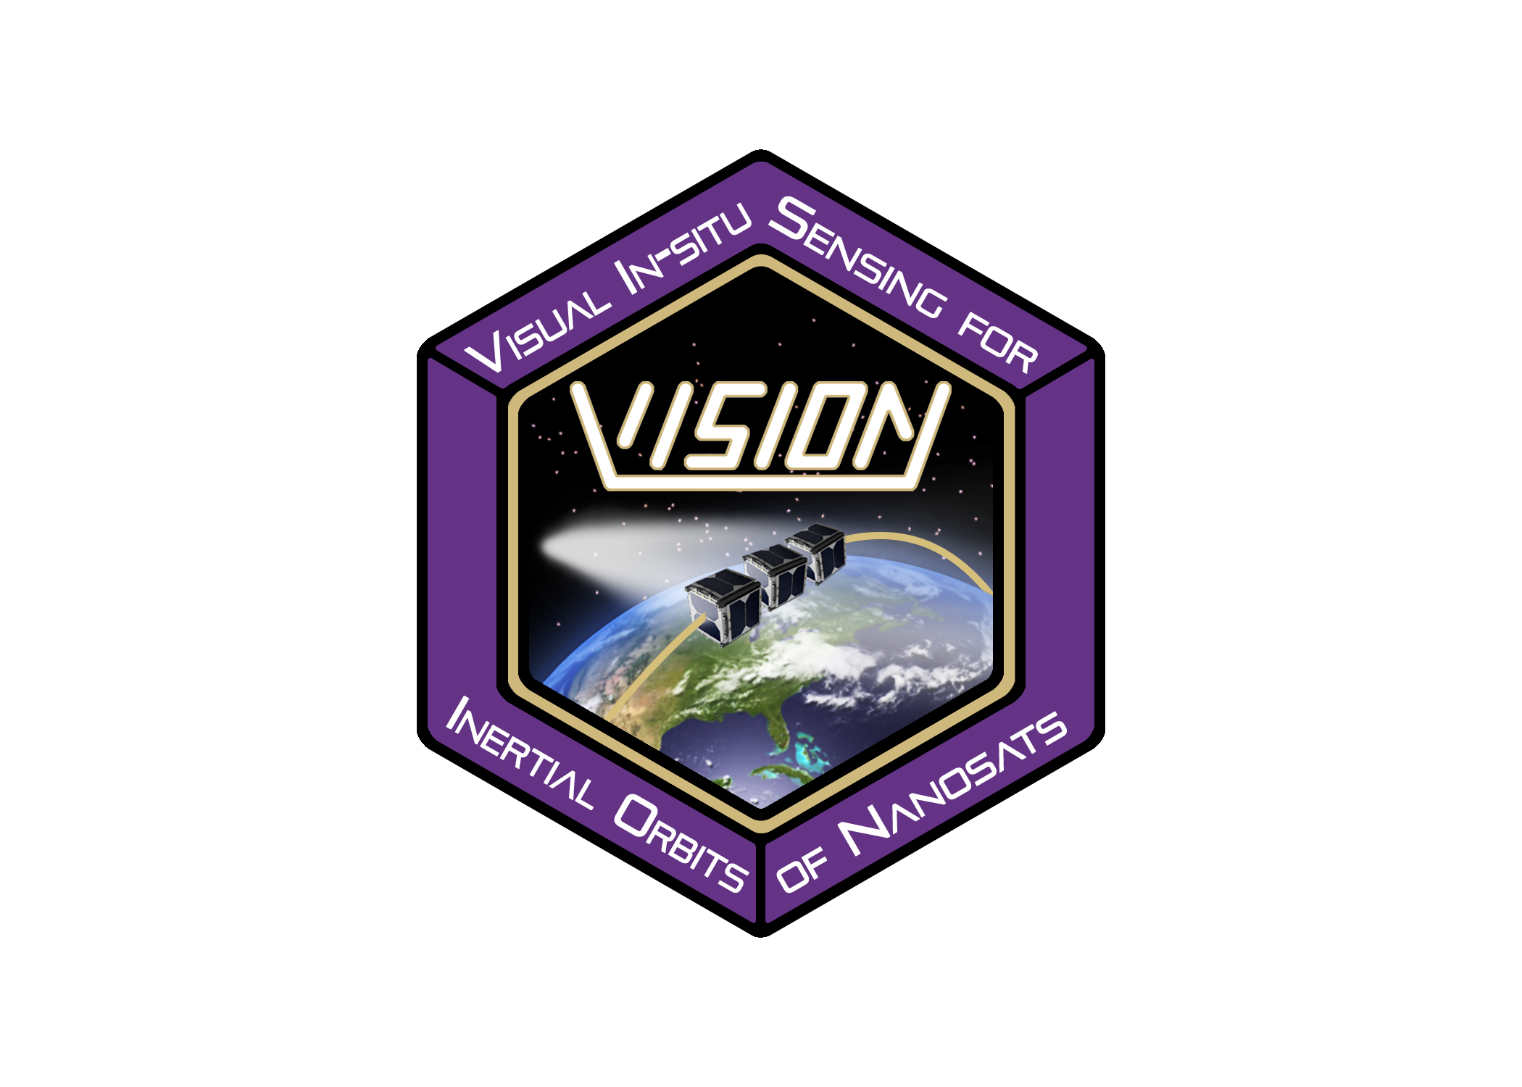 Visual In-situ Sensing for
VISION
Inertial Orbits of Nanosats